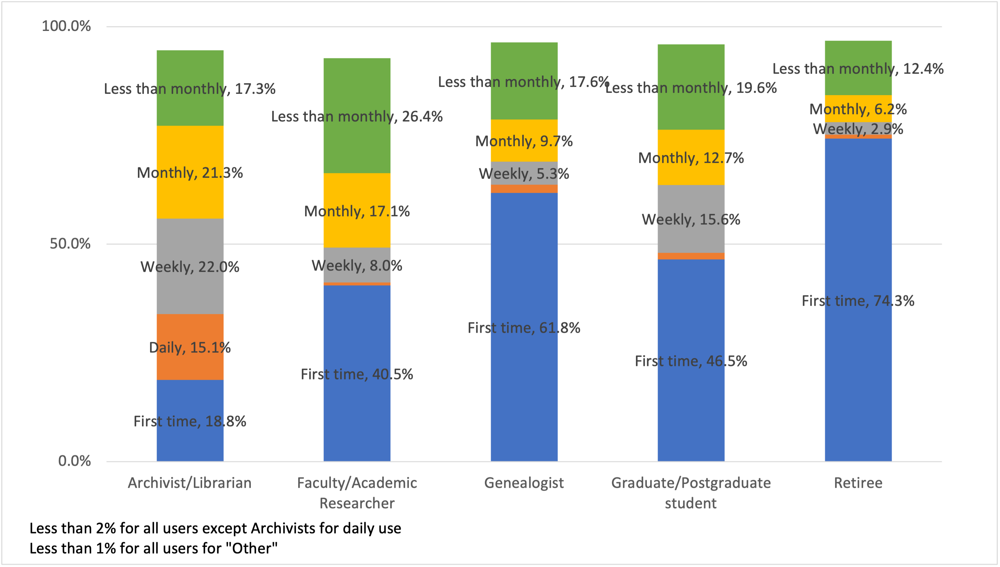 100.0%
50.0%
0.0%
Less than monthly, 17.3%
Monthly, 21.3%
Weekly, 22.0%
Daily, 15.1%
First time, 18.8%
Less than monthly, 26.4%
Monthly, 17.1%
Weekly, 8.0%
First time, 40.5%
Less than monthly, 17.6%
Monthly, 9.7%
Weekly, 5.3%
First time, 61.8%
Less than monthly, 19.6%
Monthly, 12.7%
Weekly, 15.6%
First time, 46.5%
Less than monthly, 12.4%
Monthly, 6.2%
Weekly, 2.9%
First time, 74.3%
Archivist/Librarian
Faculty/Academic
Researcher
Genealogist
Graduate/Postgraduate
student
Retiree
Less than 2% for all users except Archivists for daily use
Less than 1% for all users for "Other"